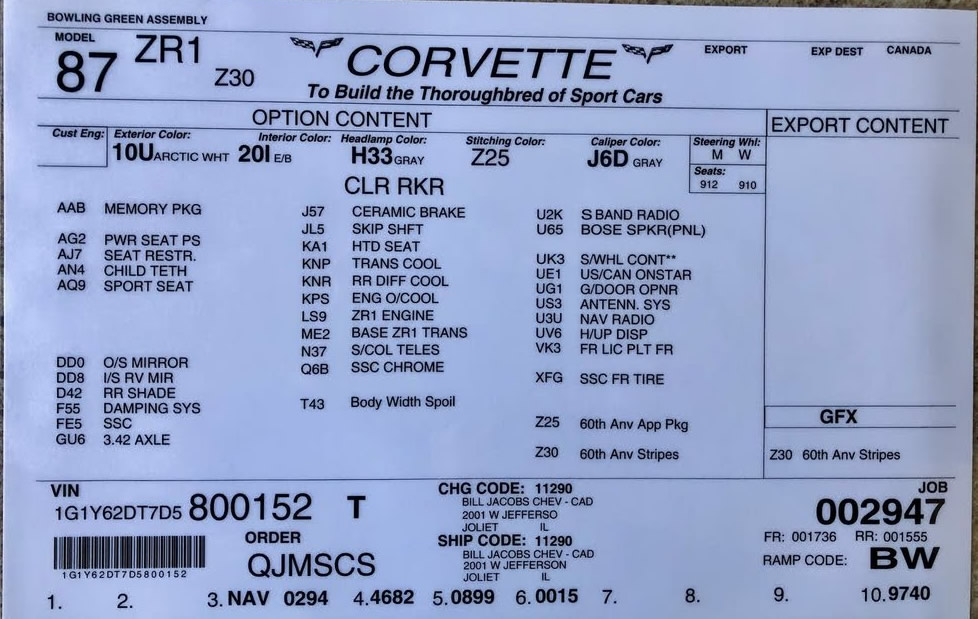 BOWLING GREEN ASSEMBLY
MODEL
87 ZR1 Z30
CORVETTE
To Build the Thoroughbred of Sport Cars
EXPORT EXP DEST CANADA
OPTION CONTENT
EXPORT CONTENT
Cust Eng: Exterior Color: Interior Color: Headlamp Color: Stitching Color: Caliper Color: Steering Whl:
10U ARCTIC WHT 20I E/B H33 GRAY Z25 J6D GRAY M W
Seats:
912 910
CLR RKR
AAB MEMORY PKG
AG2 PWR SEAT PS
AJ7 SEAT RESTR.
AN4 CHILD TETH
AQ9 SPORT SEAT
DD0 O/S MIRROR
DD8 I/S RV MIR
D42 RR SHADE
F55 DAMPING SYS
FE5 SSC
GU6 3.42 AXLE
J57 CERAMIC BRAKE
JL5 SKIP SHFT
KA1 HTD SEAT
KNP TRANS COOL
KNR RR DIFF COOL
KPS ENG O/COOL
LS9 ZR1 ENGINE
ME2 BASE ZR1 TRANS
N37 S/COL TELES
Q6B SSC CHROME
T43 Body Width Spoil
U2K S BAND RADIO
U65 BOSE SPKR(PNL)
UK3 S/WHL CONT**
UE1 US/CAN ONSTAR
UG1 G/DOOR OPNR
US3 ANTENN. SYS
U3U NAV RADIO
UV6 H/UP DISP
VK3 FR LIC PLT FR
XFG SSC FR TIRE
Z25 60th Anv App Pkg
Z30 60th Anv Stripes
GFX
Z30 60th Anv Stripes
VIN
1G1Y62DT7D5 800152 T
1G1Y62DT7D5800152
ORDER
QJMSCS
CHG CODE: 11290
BILL JACOBS CHEV - CAD
2001 W JEFFERSO
JOLIET IL
SHIP CODE: 11290
BILL JACOBS CHEV - CAD
2001 W JEFFERSON
JOLIET IL
JOB
002947
FR: 001736 RR: 001555
RAMP CODE: BW
1. 2. 3. NAV 0294 4.4682 5.0899 6.0015 7. 8. 9. 10.9740